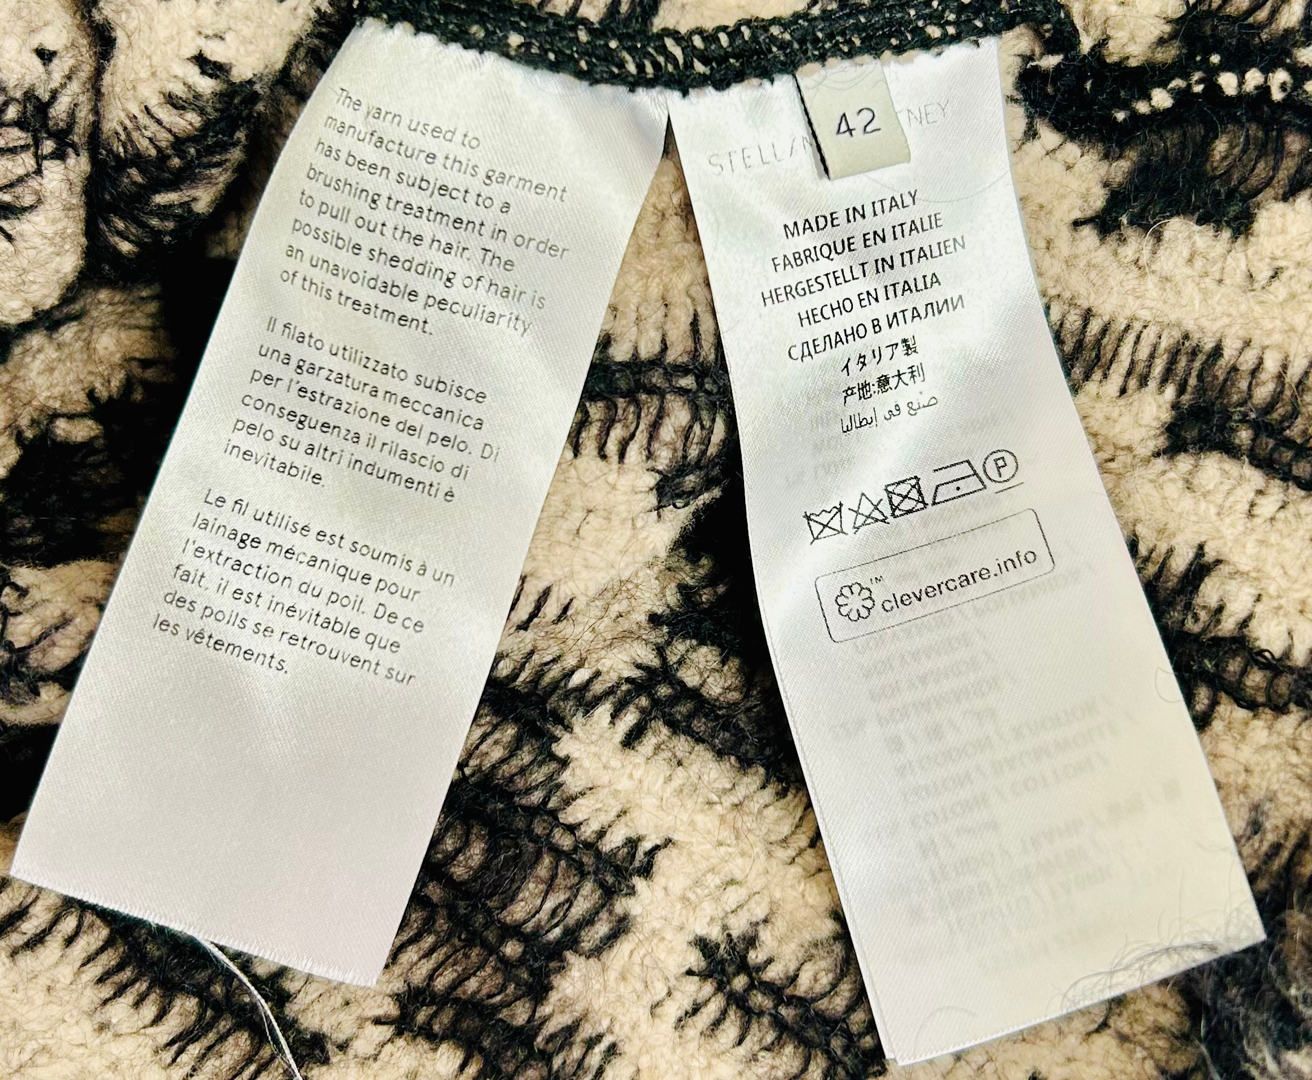 The yarn used to
manufacture this garment
has been subject to a
brushing treatment in order
to pull out the hair. The
possible shedding of hair is
an unavoidable peculiarity
of this treatment.
Il filato utilizzato subisce
una garzatura meccanica
per l'estrazione del pelo. Di
conseguenza il rilascio di
pelo su altri indumenti è
inevitabile.
Le fil utilisé est soumis à un
lainage mécanique pour
l'extraction du poil. De ce
fait, il est inévitable que
des poils se retrouvent sur
les vêtements.
42
MADE IN ITALY
FABRIQUE EN ITALIE
HERGESTELLT IN ITALIEN
HECHO EN ITALIA
СДЕЛАНО В ИТАЛИИ
イタリア製
产地:意大利
صنع في إيطاليا
P
™
clevercare.info